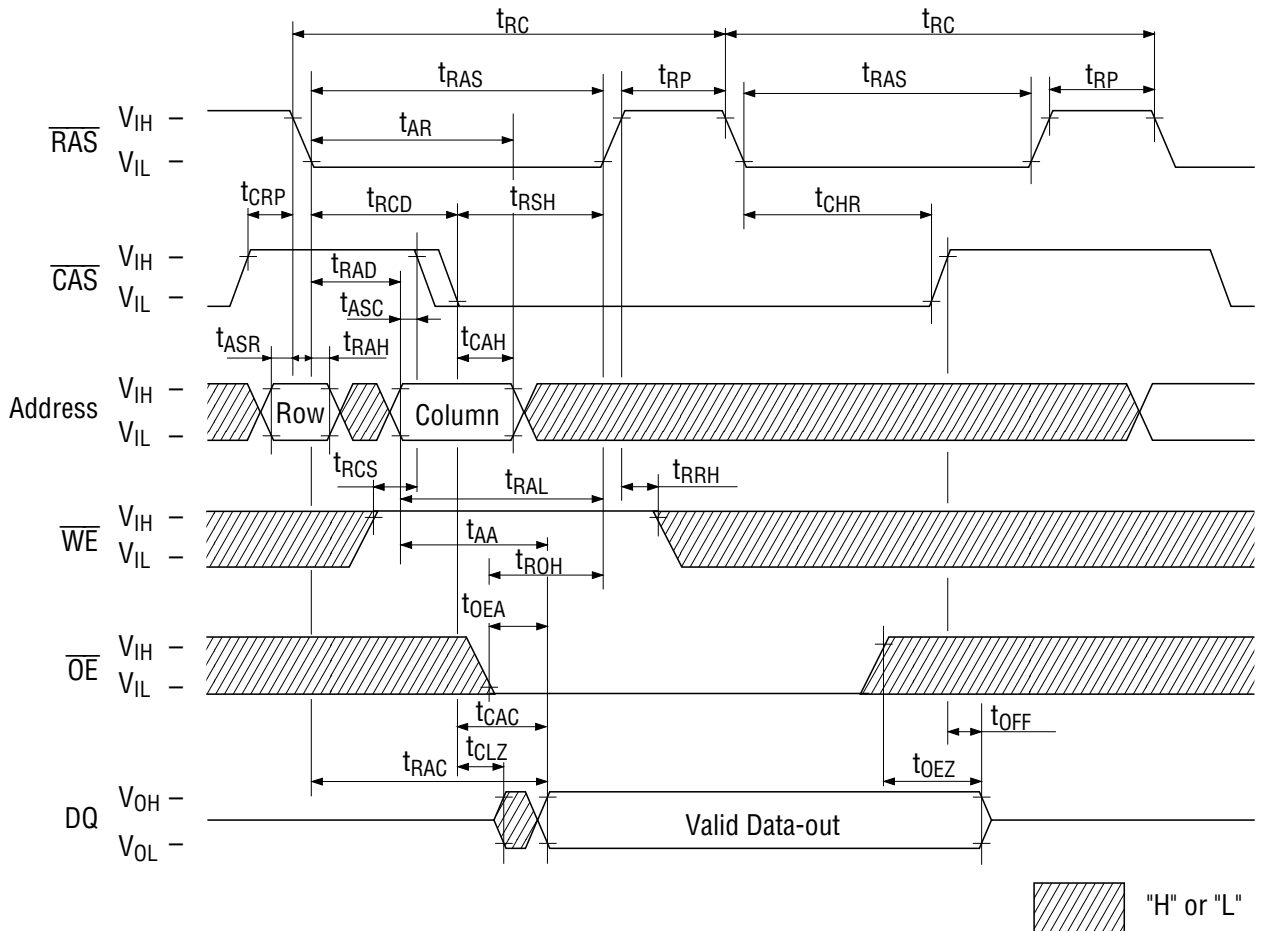 tRC tRC
tRAS tRP tRAS tRP
RAS VIH –
VIL –
tAR
tCRP tRCD tRSH tCHR
CAS VIH –
VIL –
tRAD
tASC
tASR tRAH tCAH
Address VIH –
VIL –
Row Column
tRCS tRAL tRRH
WE VIH –
VIL –
tAA
tROH
tOEA
OE VIH –
VIL –
tCAC tOFF
tCLZ
tRAC tOEZ
DQ VOH –
VOL –
Valid Data-out
"H" or "L"